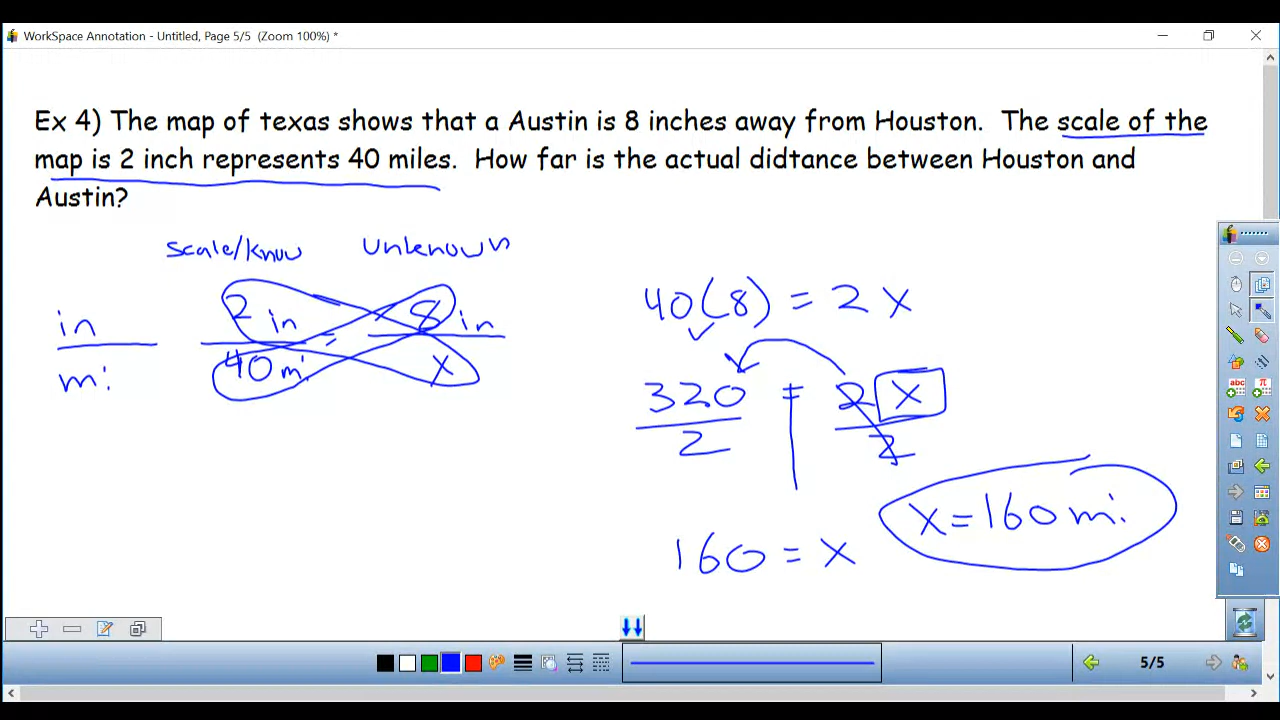 WorkSpace Annotation - Untitled, Page 5/5 (Zoom 100%) *
Ex 4) The map of texas shows that a Austin is 8 inches away from Houston. The scale of the
map is 2 inch represents 40 miles. How far is the actual didtance between Houston and
Austin?
scale/know unknown
in 2 in = 8 in
mi 40 mi x
40(8) = 2x
320 = 2x
2 2
160 = x
x = 160 mi
abc π
5/5